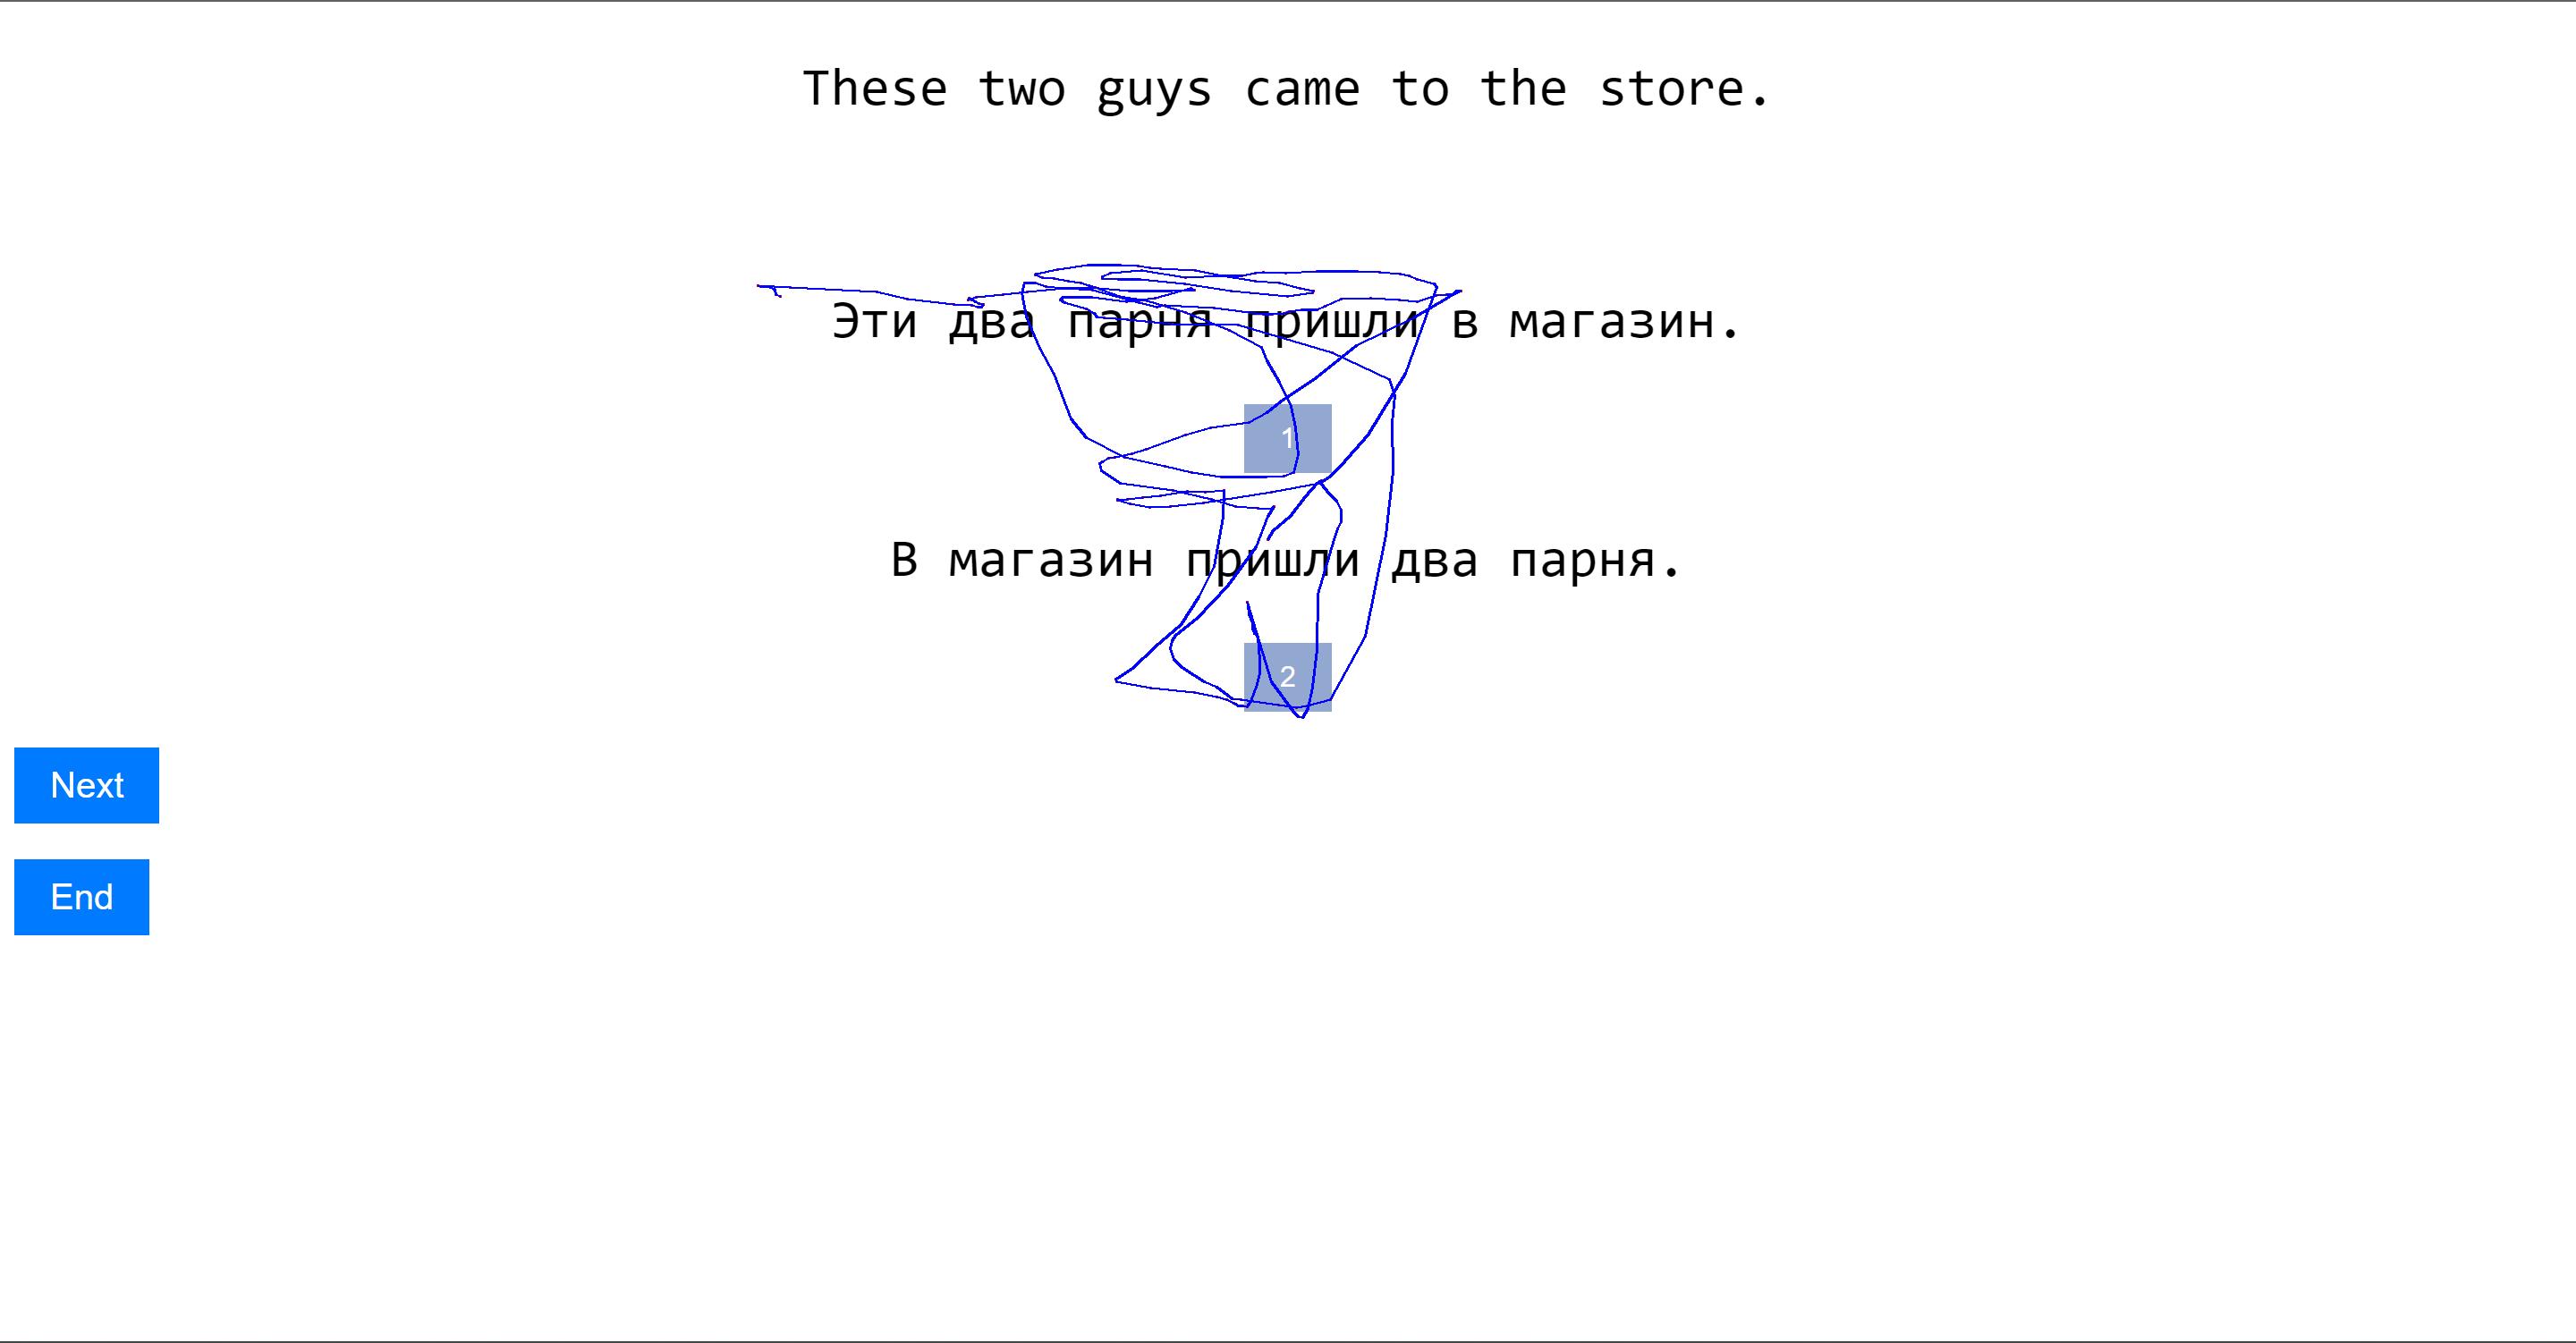 These two guys came to the store.
Эти два парня пришли в магазин.
1
В магазин пришли два парня.
2
Next
End